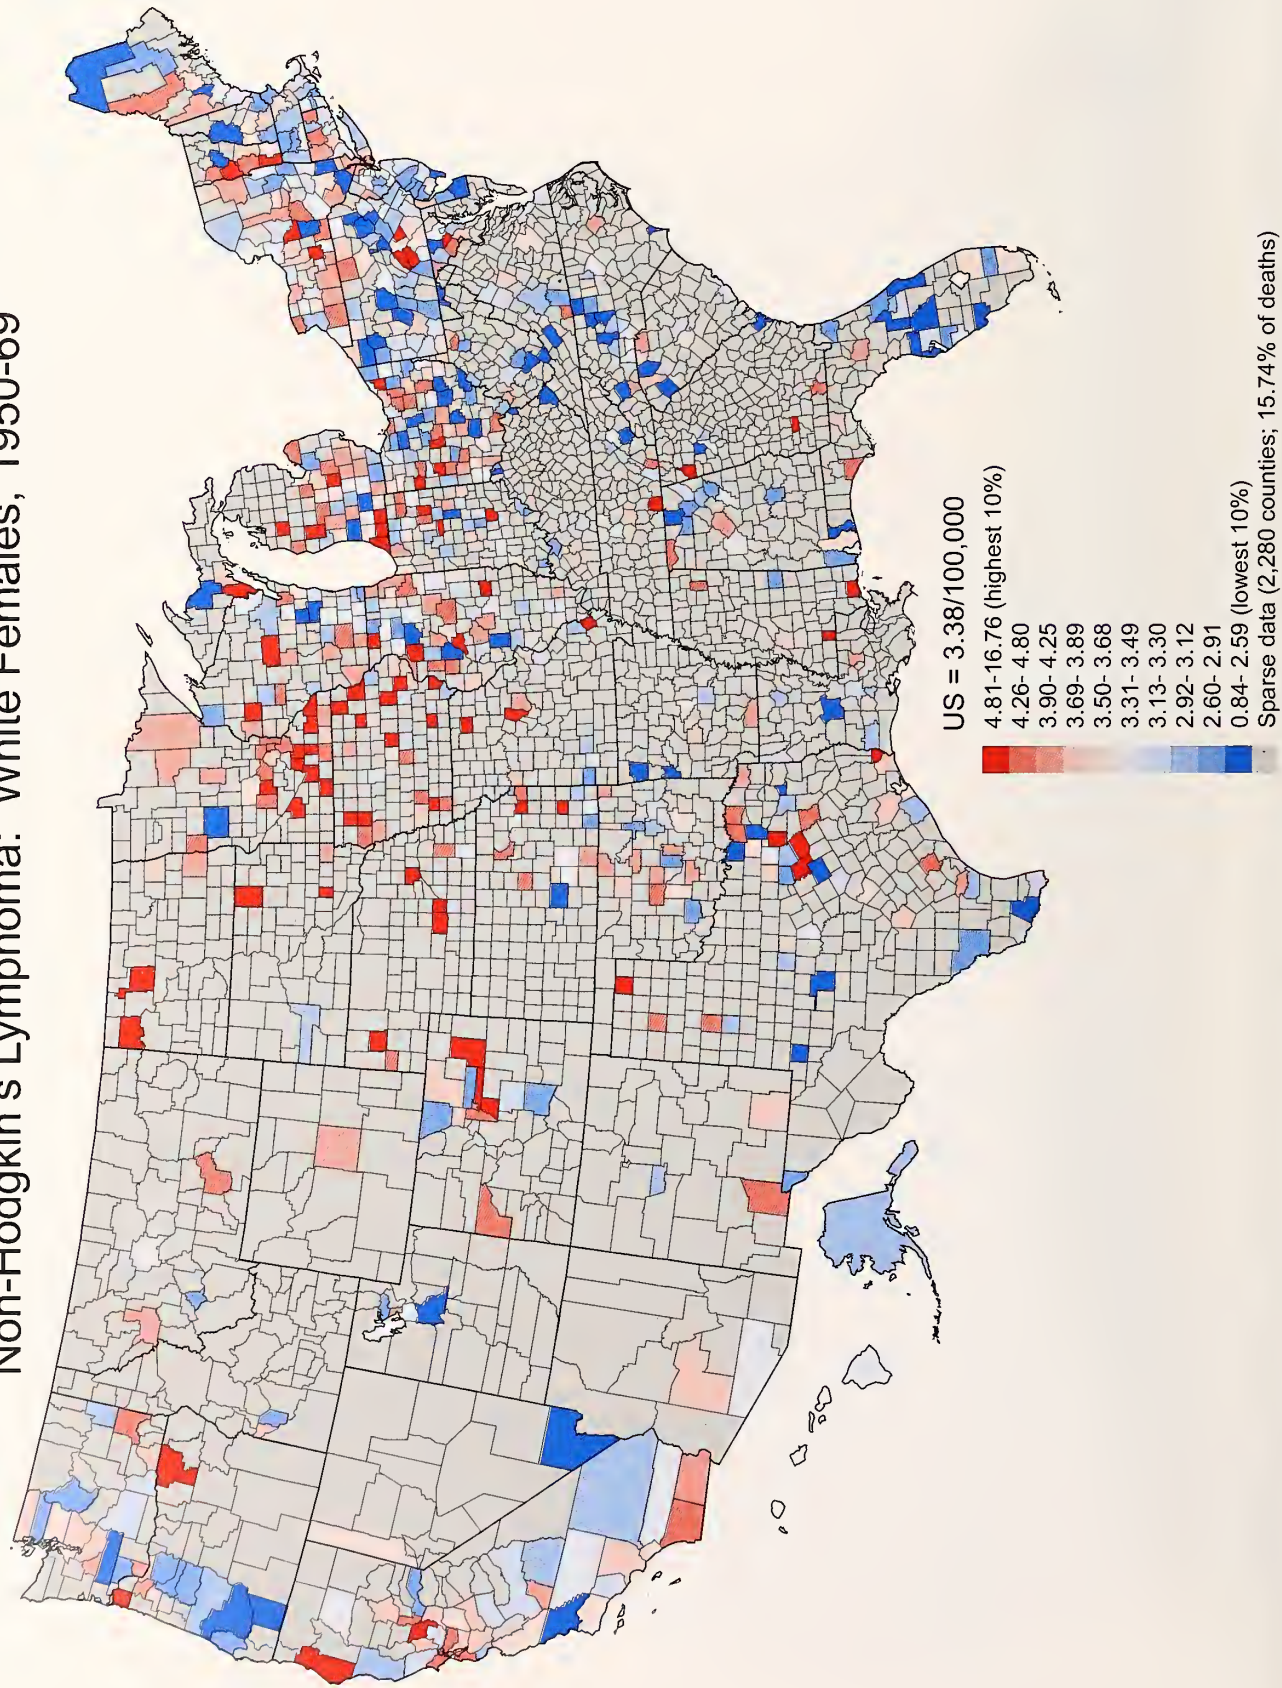 Non-Hodgkin's Lymphoma: White Females, 1950-69
US = 3.38/100,000
4.81-16.76 (highest 10%)
4.26- 4.80
3.90- 4.25
3.69- 3.89
3.50- 3.68
3.31- 3.49
3.13- 3.30
2.92- 3.12
2.60- 2.91
0.84- 2.59 (lowest 10%)
Sparse data (2,280 counties; 15.74% of deaths)